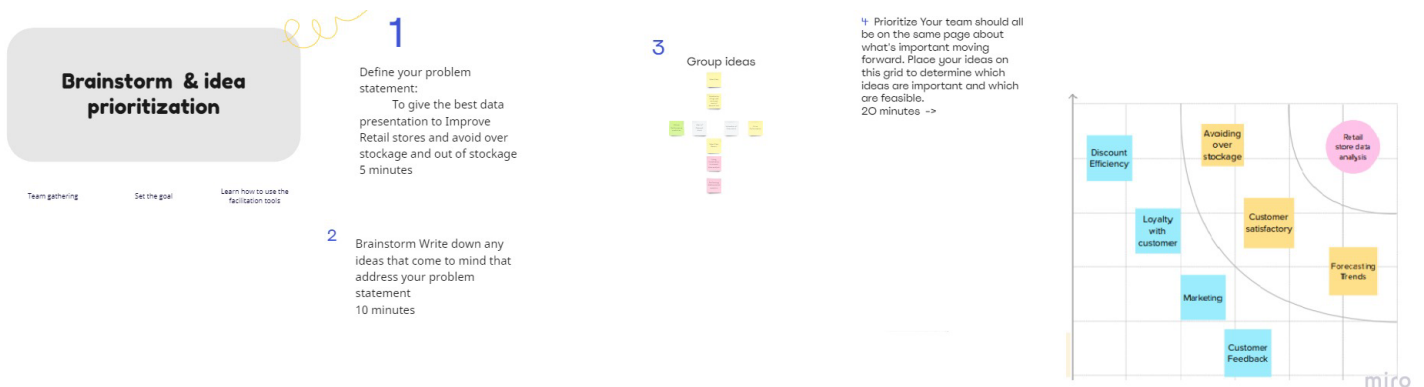 Brainstorm & idea
prioritization
Team gathering
Set the goal
Learn how to use the
facilitation tools
1
Define your problem
statement:
To give the best data
presentation to Improve
Retail stores and avoid over
stockage and out of stockage
5 minutes
2
Brainstorm Write down any
ideas that come to mind that
address your problem
statement
10 minutes
3
Group ideas
4 Prioritize Your team should all
be on the same page about
what's important moving
forward. Place your ideas on
this grid to determine which
ideas are important and which
are feasible.
20 minutes ->
Discount
Efficiency
Avoiding
over
stockage
Retail
store data
analysis
Loyalty
with
customer
Customer
satisfactory
Forecasting
Trends
Marketing
Customer
Feedback
miro